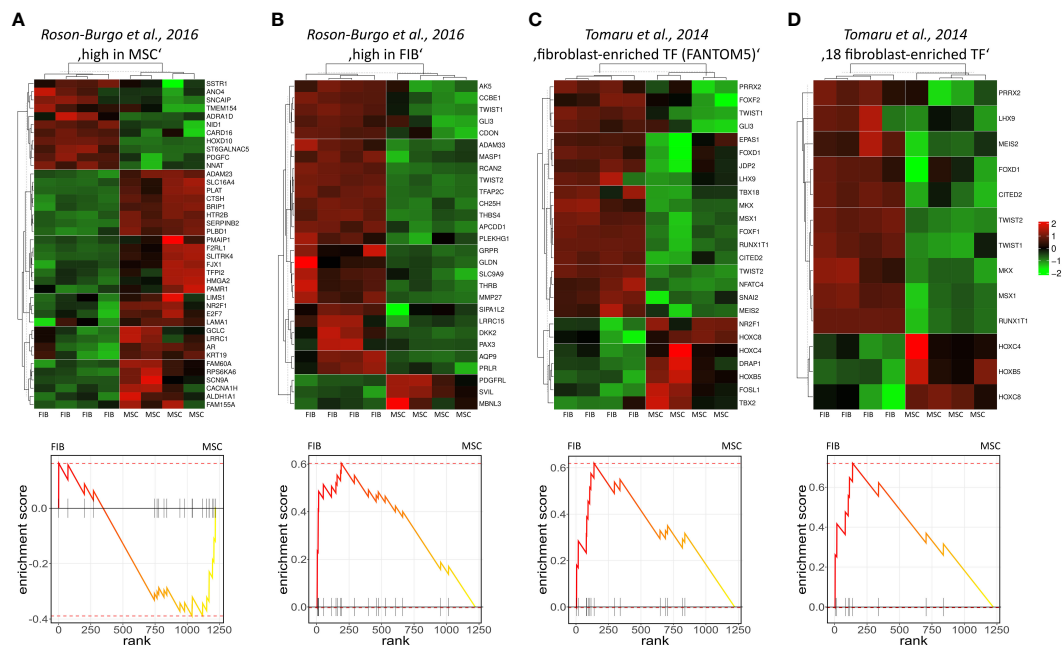 A
Roson-Burgo et al., 2016
‚high in MSC‘
SSTR1
ANO4
SNCAIP
TMEM154
ADRA1D
NID1
CARD16
HOXD10
ST6GALNAC5
PDGFC
NNAT
ADAM23
SLC16A4
PLAT
CTSH
BRIP1
HTR2B
SERPINB2
PLBD1
PMAIP1
F2RL1
SLITRK4
FJX1
TFPI2
HMGA2
PAMR1
LIMS1
NR2F1
E2F7
LAMA1
GCLC
LRRC1
AR
KRT19
FAM60A
RPS6KA6
SCN9A
CACNA1H
ALDH1A1
FAM155A
FIB FIB FIB FIB MSC MSC MSC MSC
B
Roson-Burgo et al., 2016
‚high in FIB‘
AK5
CCBE1
TWIST1
GLI3
CDON
ADAM33
MASP1
RCAN2
TWIST2
TFAP2C
CH25H
THBS4
APCDD1
PLEKHG1
GRPR
GLDN
SLC9A9
THRB
MMP27
SIPA1L2
LRRC15
DKK2
PAX3
AQP9
PRLR
PDGFRL
SVIL
MBNL3
FIB FIB FIB FIB MSC MSC MSC MSC
C
Tomaru et al., 2014
‚fibroblast-enriched TF (FANTOM5)‘
PRRX2
FOXF2
TWIST1
GLI3
EPAS1
FOXD1
JDP2
LHX9
TBX18
MKX
MSX1
FOXF1
RUNX1T1
CITED2
TWIST2
NFATC4
SNAI2
MEIS2
NR2F1
HOXC8
HOXC4
DRAP1
HOXB5
FOSL1
TBX2
FIB FIB FIB FIB MSC MSC MSC MSC
D
Tomaru et al., 2014
‚18 fibroblast-enriched TF‘
PRRX2
LHX9
MEIS2
FOXD1
CITED2
TWIST2
TWIST1
MKX
MSX1
RUNX1T1
HOXC4
HOXB5
HOXC8
FIB FIB FIB FIB MSC MSC MSC MSC
2
1
0
−1
−2
FIB MSC
enrichment score
0.0
−0.2
−0.4
0 250 500 750 1000 1250
rank
FIB MSC
enrichment score
0.6
0.4
0.2
0.0
0 250 500 750 1000 1250
rank
FIB MSC
enrichment score
0.6
0.4
0.2
0.0
0 250 500 750 1000 1250
rank
FIB MSC
enrichment score
0.6
0.4
0.2
0.0
0 250 500 750 1000 1250
rank